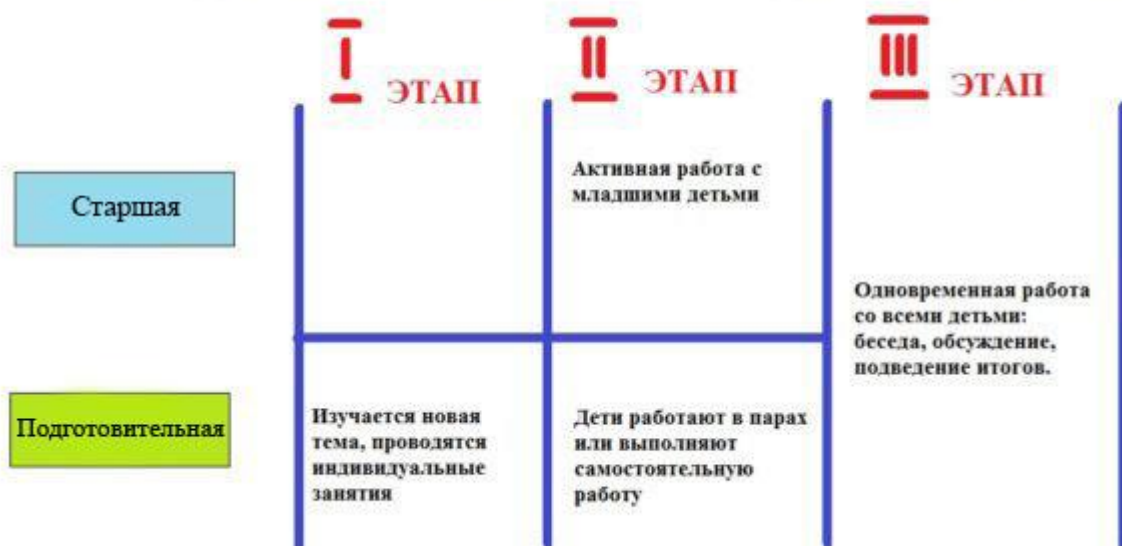 I ЭТАП
II ЭТАП
III ЭТАП
Старшая
Активная работа с
младшими детьми
Одновременная работа
со всеми детьми:
беседа, обсуждение,
подведение итогов.
Подготовительная
Изучается новая
тема, проводятся
индивидуальные
занятия
Дети работают в парах
или выполняют
самостоятельную
работу